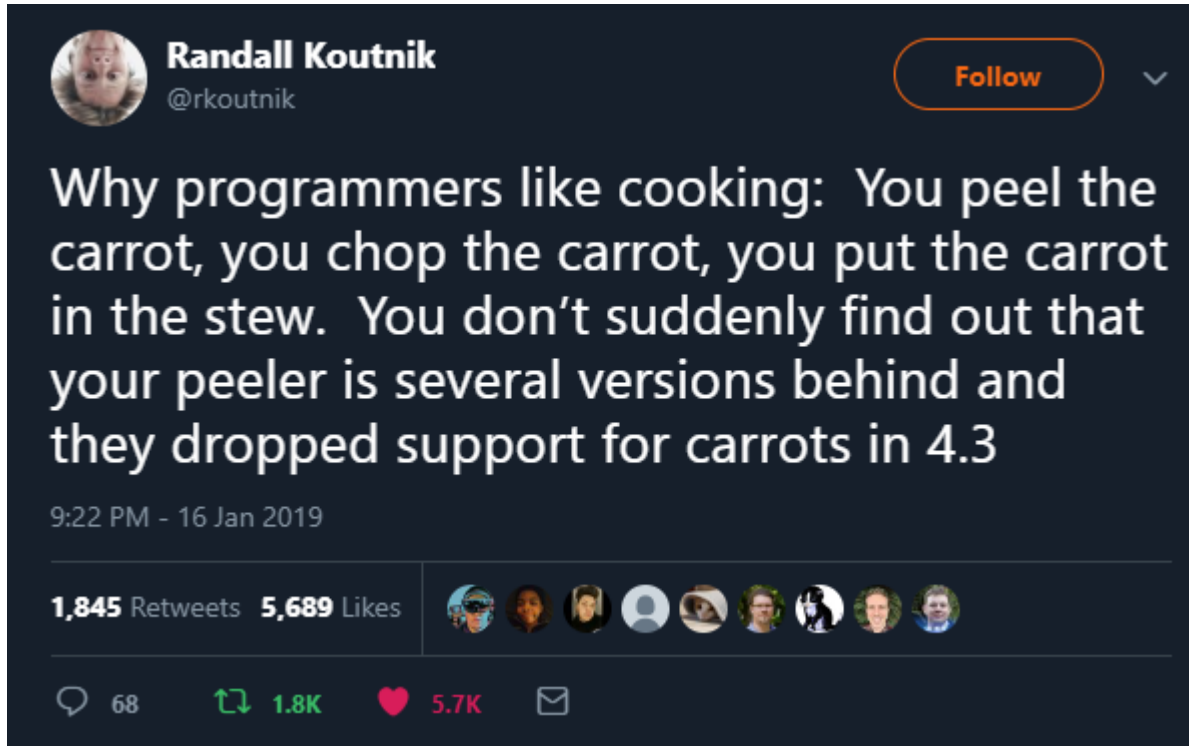 Randall Koutnik
@rkoutnik
Follow
Why programmers like cooking:  You peel the
carrot, you chop the carrot, you put the carrot
in the stew.  You don’t suddenly find out that
your peeler is several versions behind and
they dropped support for carrots in 4.3
9:22 PM - 16 Jan 2019
1,845 Retweets 5,689 Likes
68 1.8K 5.7K